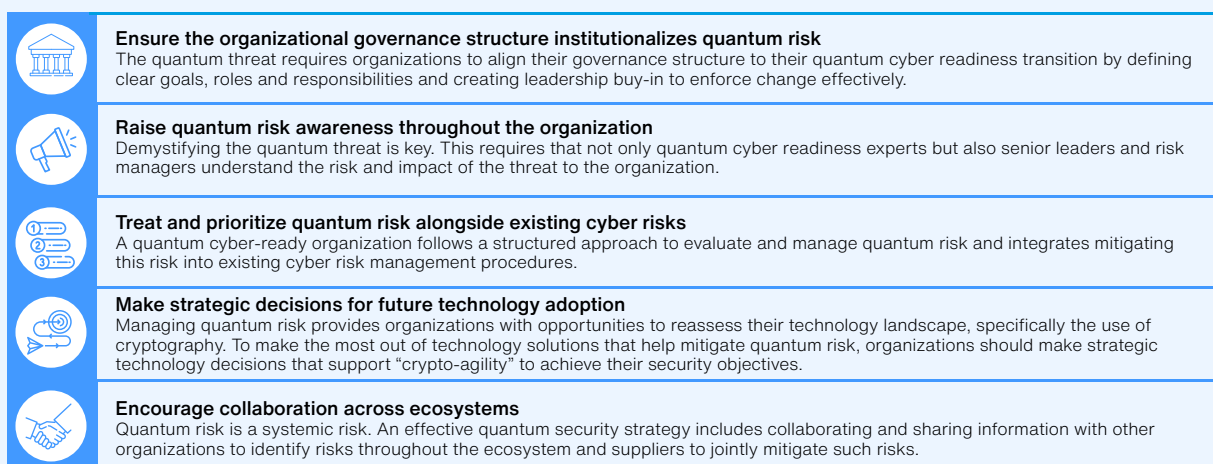 Ensure the organizational governance structure institutionalizes quantum risk
The quantum threat requires organizations to align their governance structure to their quantum cyber readiness transition by defining
clear goals, roles and responsibilities and creating leadership buy-in to enforce change effectively.
Raise quantum risk awareness throughout the organization
Demystifying the quantum threat is key. This requires that not only quantum cyber readiness experts but also senior leaders and risk
managers understand the risk and impact of the threat to the organization.
1
2
3
Treat and prioritize quantum risk alongside existing cyber risks
A quantum cyber-ready organization follows a structured approach to evaluate and manage quantum risk and integrates mitigating
this risk into existing cyber risk management procedures.
Make strategic decisions for future technology adoption
Managing quantum risk provides organizations with opportunities to reassess their technology landscape, specifically the use of
cryptography. To make the most out of technology solutions that help mitigate quantum risk, organizations should make strategic
technology decisions that support “crypto-agility” to achieve their security objectives.
Encourage collaboration across ecosystems
Quantum risk is a systemic risk. An effective quantum security strategy includes collaborating and sharing information with other
organizations to identify risks throughout the ecosystem and suppliers to jointly mitigate such risks.